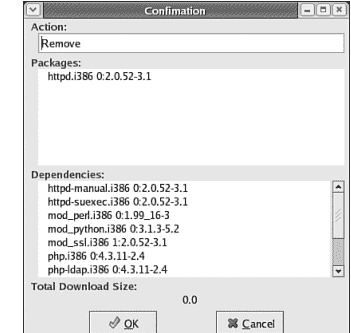 Confimation
Action:
Remove
Packages:
httpd.i386 0:2.0.52-3.1
Dependencies:
httpd-manual.i386 0:2.0.52-3.1
httpd-suexec.i386 0:2.0.52-3.1
mod_perl.i386 0:1.99_16-3
mod_python.i386 0:3.1.3-5.2
mod_ssl.i386 1:2.0.52-3.1
php.i386 0:4.3.11-2.4
php-ldap.i386 0:4.3.11-2.4
Total Download Size:
0.0
OK
Cancel